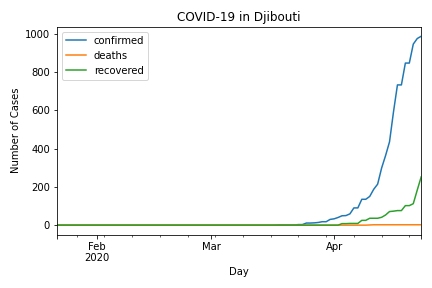 COVID-19 in Djibouti
confirmed
deaths
recovered
Number of Cases
1000
800
600
400
200
0
Feb
2020
Mar
Apr
Day